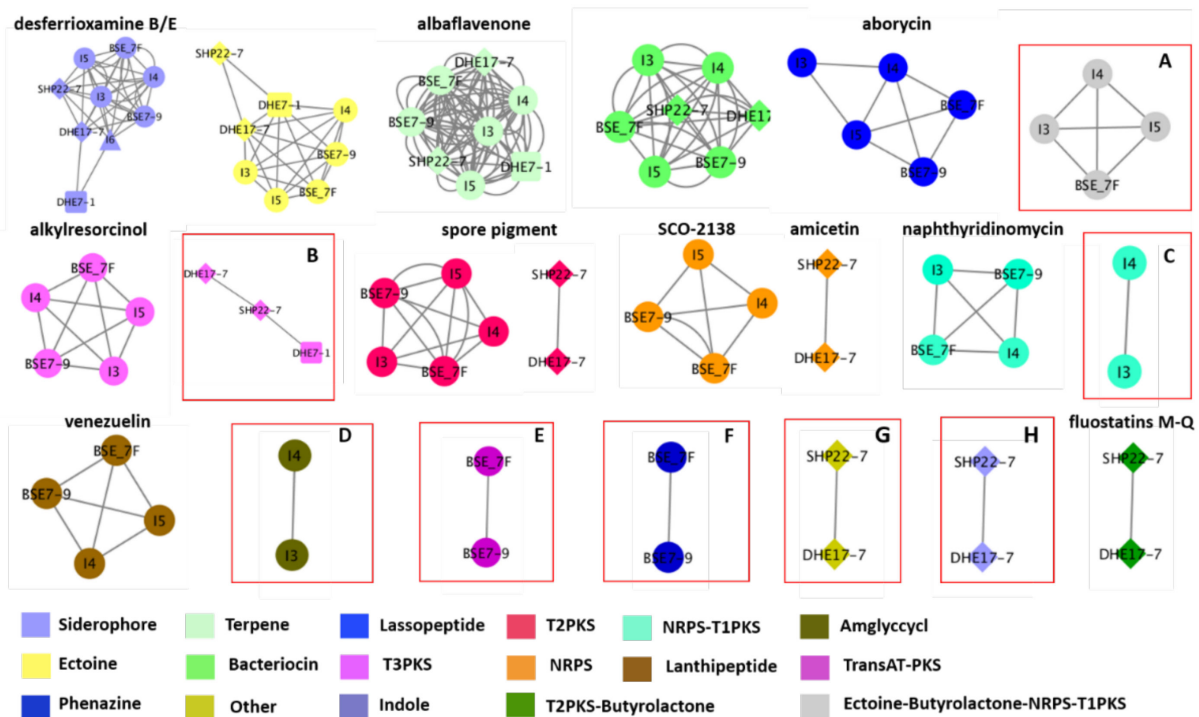 desferrioxamine B/E
albaflavenone
aborycin
A
BSE_7F
I5
I4
SHP22-7
I3
BSE7-9
DHE17-7
I6
DHE7-1
SHP22-7
DHE7-1
I4
DHE17-7
BSE7-9
I3
BSE_7F
I5
DHE17-7
BSE_7F
I4
BSE7-9
I3
SHP22-7
DHE7-1
I5
I3
I4
SHP22-7
DHE17
BSE_7F
BSE7-9
I5
I3
I4
BSE_7F
I5
BSE7-9
I4
I3
I5
BSE_7F
alkylresorcinol
B
spore pigment
SCO-2138
amicetin
naphthyridinomycin
C
BSE_7F
I4
I5
BSE7-9
I3
DHE17-7
SHP22-7
DHE7-1
I5
BSE7-9
I4
I3
BSE_7F
SHP22-7
DHE17-7
I5
I4
BSE7-9
BSE_7F
SHP22-7
DHE17-7
I3
BSE7-9
BSE_7F
I4
I4
I3
venezuelin
D
E
F
G
H
fluostatins M-Q
BSE_7F
BSE7-9
I5
I4
I4
I3
BSE_7F
BSE7-9
BSE_7F
BSE7-9
SHP22-7
DHE17-7
SHP22-7
DHE17-7
SHP22-7
DHE17-7
Siderophore
Terpene
Lassopeptide
T2PKS
NRPS-T1PKS
Amglyccycl
Ectoine
Bacteriocin
T3PKS
NRPS
Lanthipeptide
TransAT-PKS
Phenazine
Other
Indole
T2PKS-Butyrolactone
Ectoine-Butyrolactone-NRPS-T1PKS